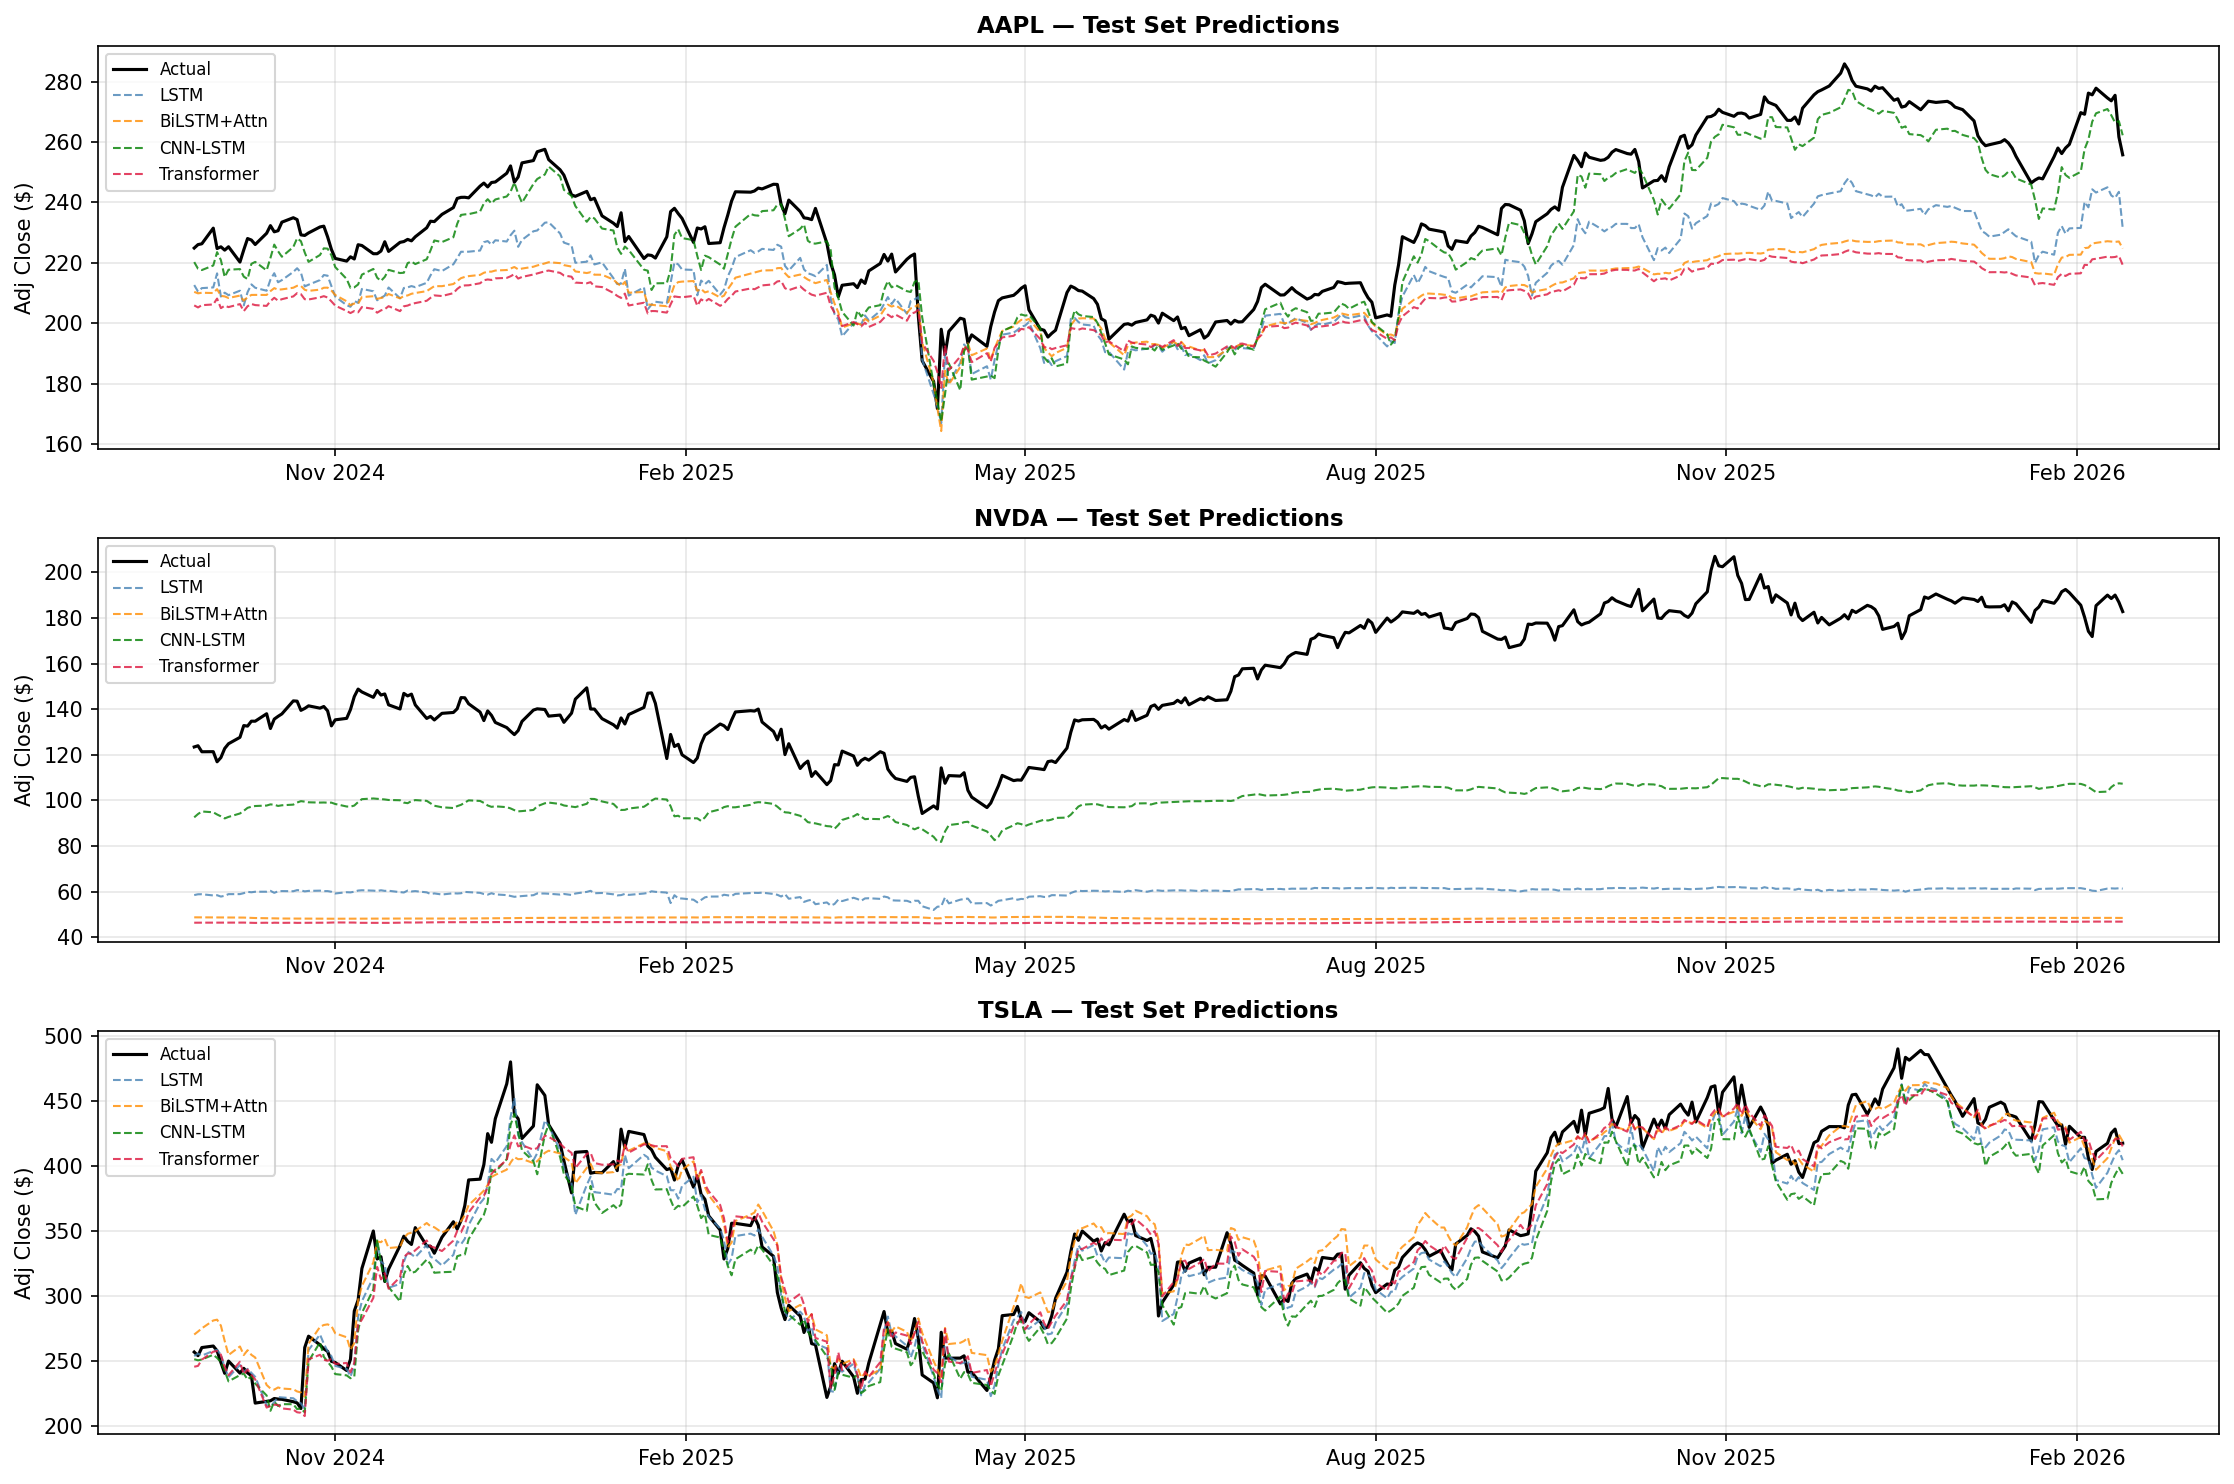 AAPL — Test Set Predictions
Adj Close ($)
280
260
240
220
200
180
160
Actual
LSTM
BiLSTM+Attn
CNN-LSTM
Transformer
Nov 2024 Feb 2025 May 2025 Aug 2025 Nov 2025 Feb 2026
NVDA — Test Set Predictions
Adj Close ($)
200
180
160
140
120
100
80
60
40
Actual
LSTM
BiLSTM+Attn
CNN-LSTM
Transformer
Nov 2024 Feb 2025 May 2025 Aug 2025 Nov 2025 Feb 2026
TSLA — Test Set Predictions
Adj Close ($)
500
450
400
350
300
250
200
Actual
LSTM
BiLSTM+Attn
CNN-LSTM
Transformer
Nov 2024 Feb 2025 May 2025 Aug 2025 Nov 2025 Feb 2026